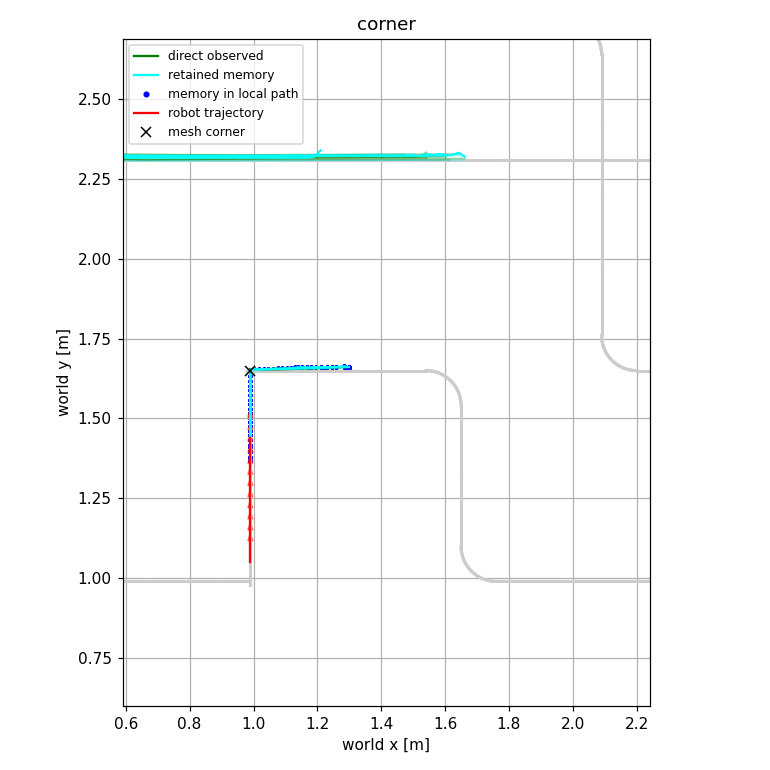 corner
direct observed
retained memory
memory in local path
robot trajectory
mesh corner
2.50
2.25
2.00
1.75
1.50
1.25
1.00
0.75
world y [m]
0.6 0.8 1.0 1.2 1.4 1.6 1.8 2.0 2.2
world x [m]